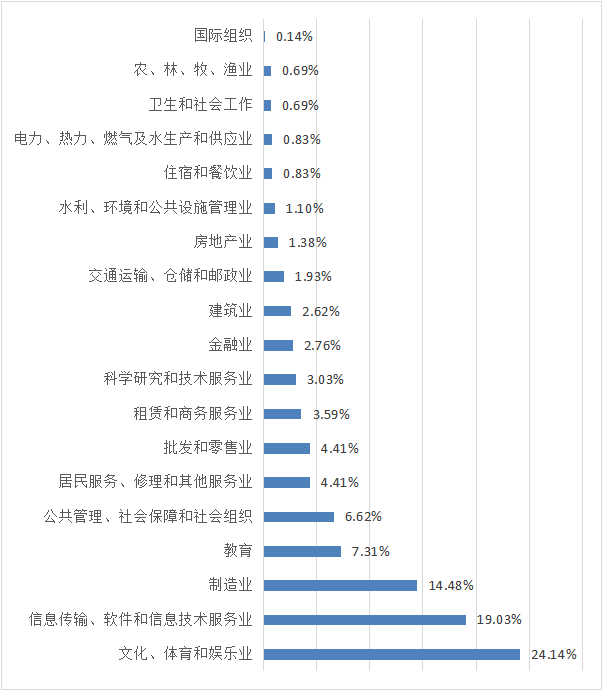 国际组织 0.14%
农、林、牧、渔业 0.69%
卫生和社会工作 0.69%
电力、热力、燃气及水生产和供应业 0.83%
住宿和餐饮业 0.83%
水利、环境和公共设施管理业 1.10%
房地产业 1.38%
交通运输、仓储和邮政业 1.93%
建筑业 2.62%
金融业 2.76%
科学研究和技术服务业 3.03%
租赁和商务服务业 3.59%
批发和零售业 4.41%
居民服务、修理和其他服务业 4.41%
公共管理、社会保障和社会组织 6.62%
教育 7.31%
制造业 14.48%
信息传输、软件和信息技术服务业 19.03%
文化、体育和娱乐业 24.14%